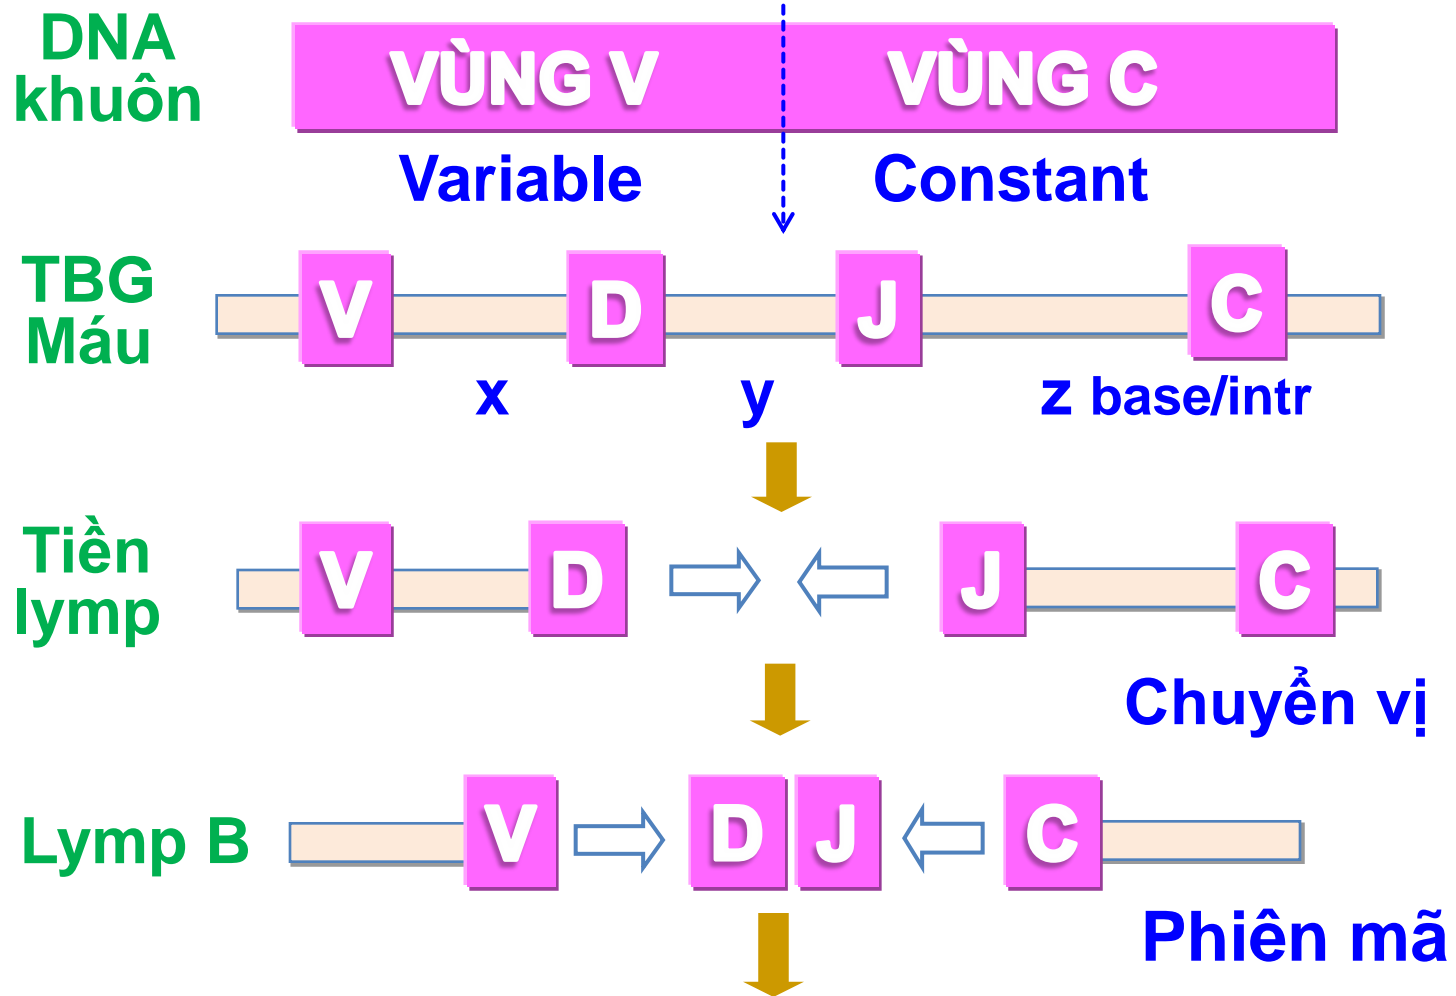 DNA
khuôn
VÙNG V VÙNG C
Variable Constant
TBG
Máu
V D J C
x y z base/intr
Tiền
lymp
V D J C
Chuyển vị
Lymp B
V D J C
Phiên mã